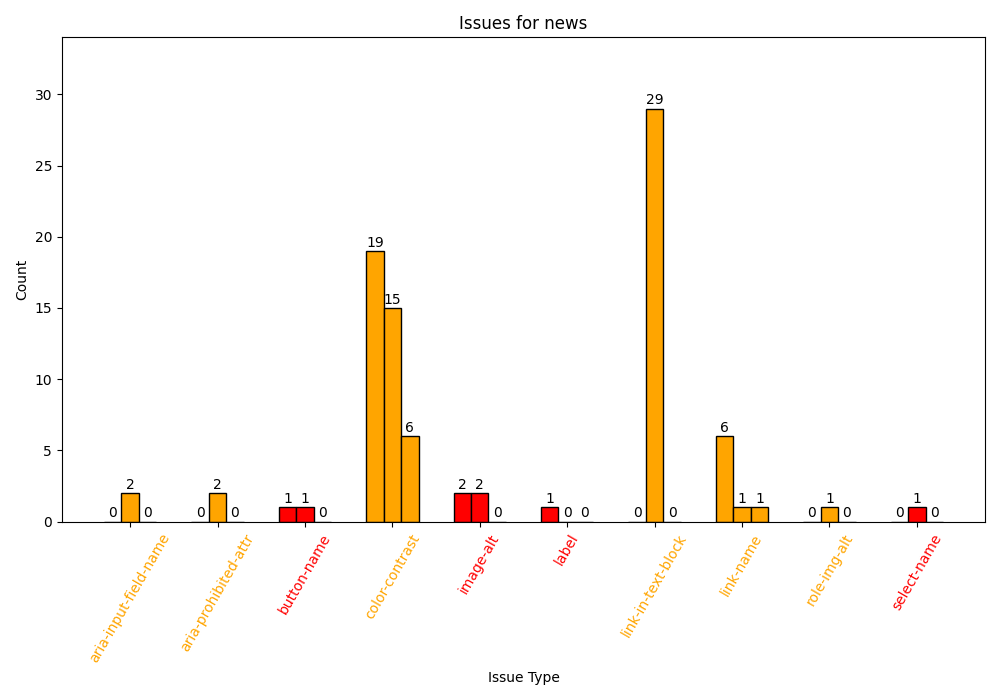 Issues for news
Count
30
25
20
15
10
5
0
0 2 0
0 2 0
1 1 0
19 15 6
2 2 0
1 0 0
0 29 0
6 1 1
0 1 0
0 1 0
aria-input-field-name
aria-prohibited-attr
button-name
color-contrast
image-alt
label
link-in-text-block
link-name
role-img-alt
select-name
Issue Type